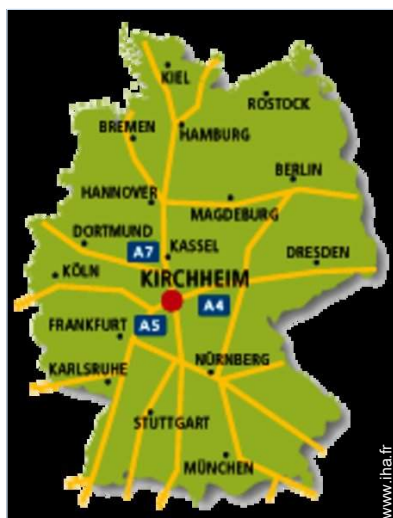 KIEL
ROSTOCK
BREMEN
HAMBURG
BERLIN
HANNOVER
MAGDEBURG
DORTMUND
A7
KASSEL
DRESDEN
KÖLN
KIRCHHEIM
A4
FRANKFURT
A5
KARLSRUHE
NÜRNBERG
STUTTGART
MÜNCHEN
www.iha.fr